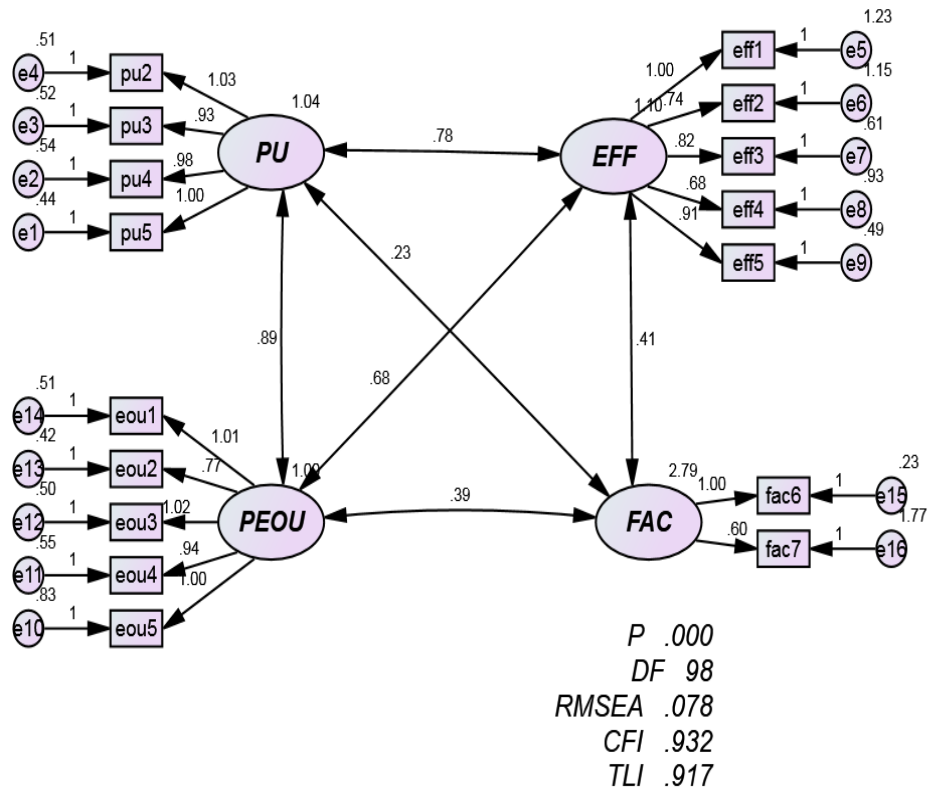 1.23
.51
e4 1 pu2 1.03
1.00 eff1 1 e5
1.15
.52
1.04
1.10 .74 eff2 1 e6
e3 1 pu3 .93
.61
.54
PU .78 EFF .82 eff3 1 e7
e2 1 pu4 .98
.93
.44
1.00 .68 eff4 1 e8
e1 1 pu5
.91 .49
eff5 1 e9
.23
.89 .41
.68
.51
e14 1 eou1 1.01
.42
e13 1 eou2 .77 1.00
2.79 .23
.50
1.00 fac6 1 e15
e12 1 eou3 1.02 PEOU .39 FAC
1.77
.55
.60 fac7 1 e16
e11 1 eou4 .94
.83
1.00
e10 1 eou5
P .000
DF 98
RMSEA .078
CFI .932
TLI .917